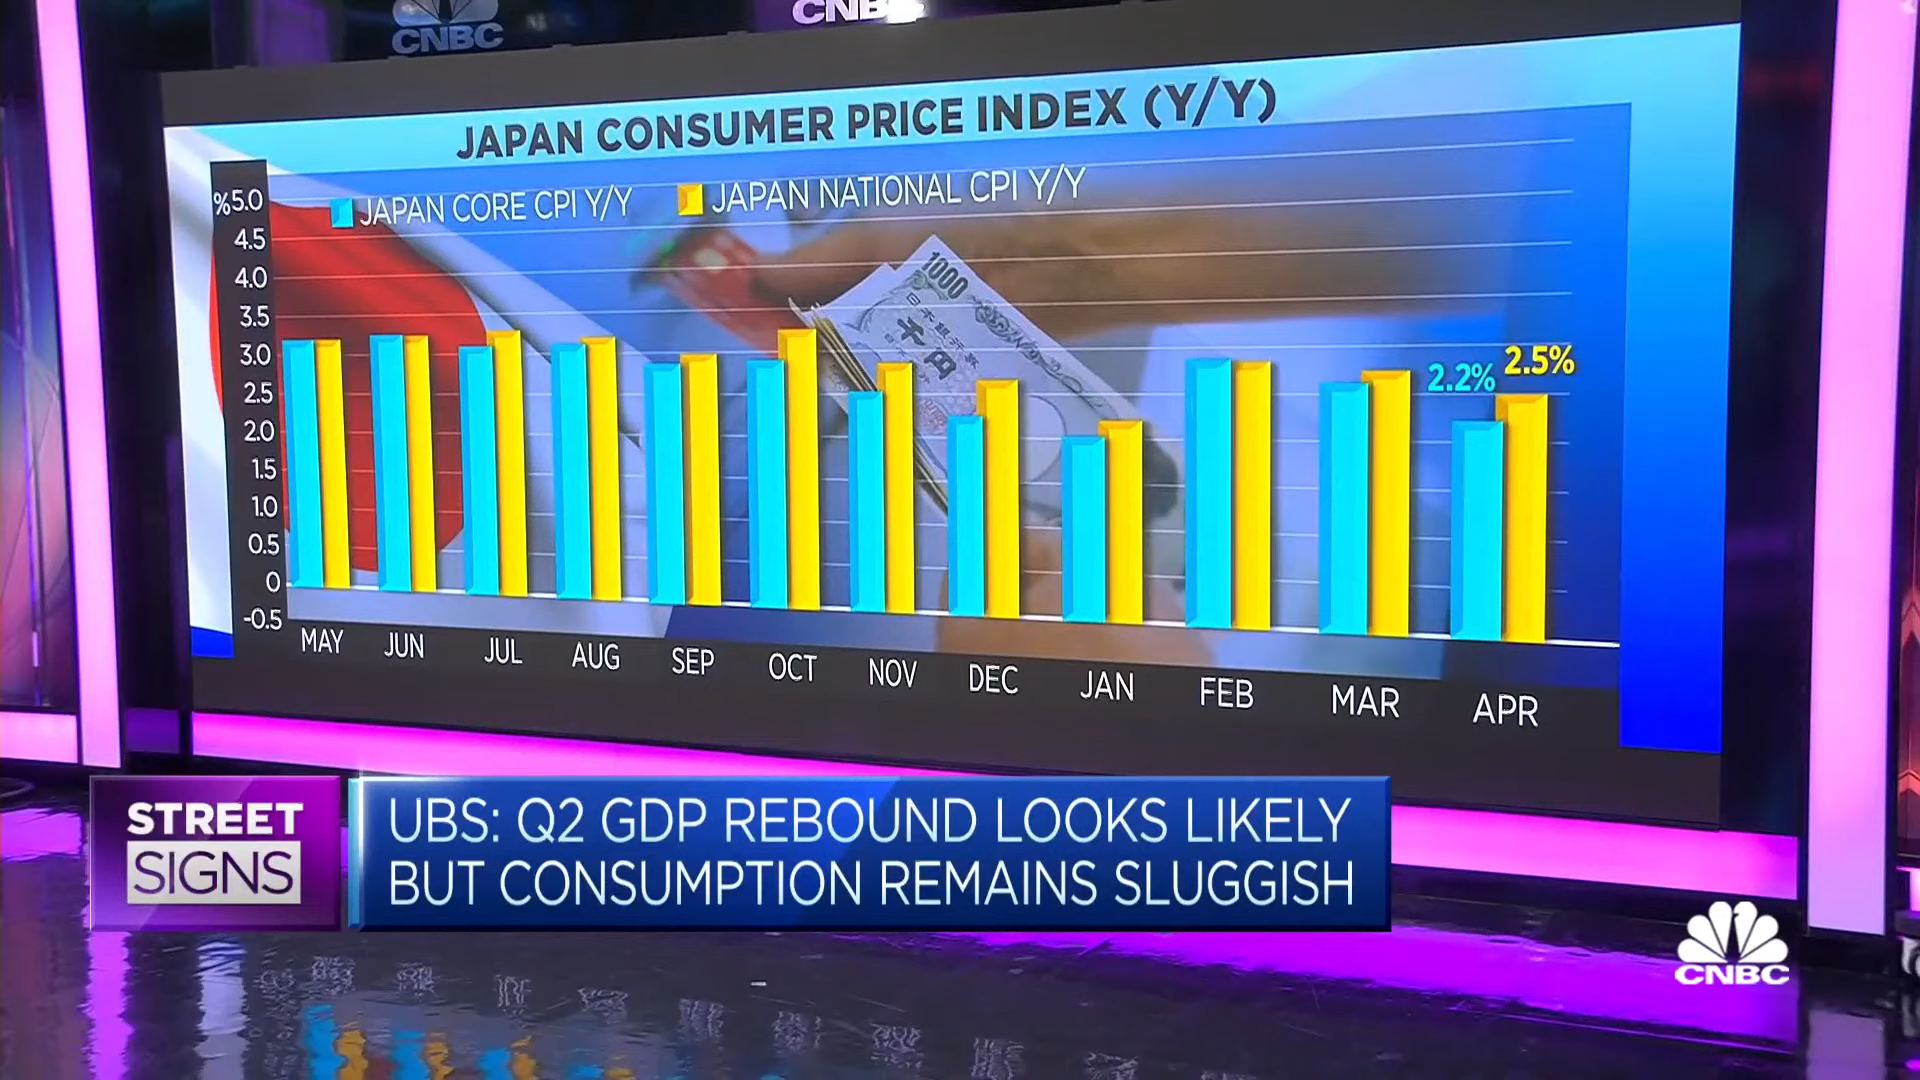 CNBC
CNBC
JAPAN CONSUMER PRICE INDEX (Y/Y)
JAPAN CORE CPI Y/Y
JAPAN NATIONAL CPI Y/Y
%5.0
4.5
4.0
3.5
3.0
2.5
2.0
1.5
1.0
0.5
0
-0.5
1000
千円
2.2%
2.5%
MAY JUN JUL AUG SEP OCT NOV DEC JAN FEB MAR APR
STREET
SIGNS
UBS: Q2 GDP REBOUND LOOKS LIKELY
BUT CONSUMPTION REMAINS SLUGGISH
CNBC